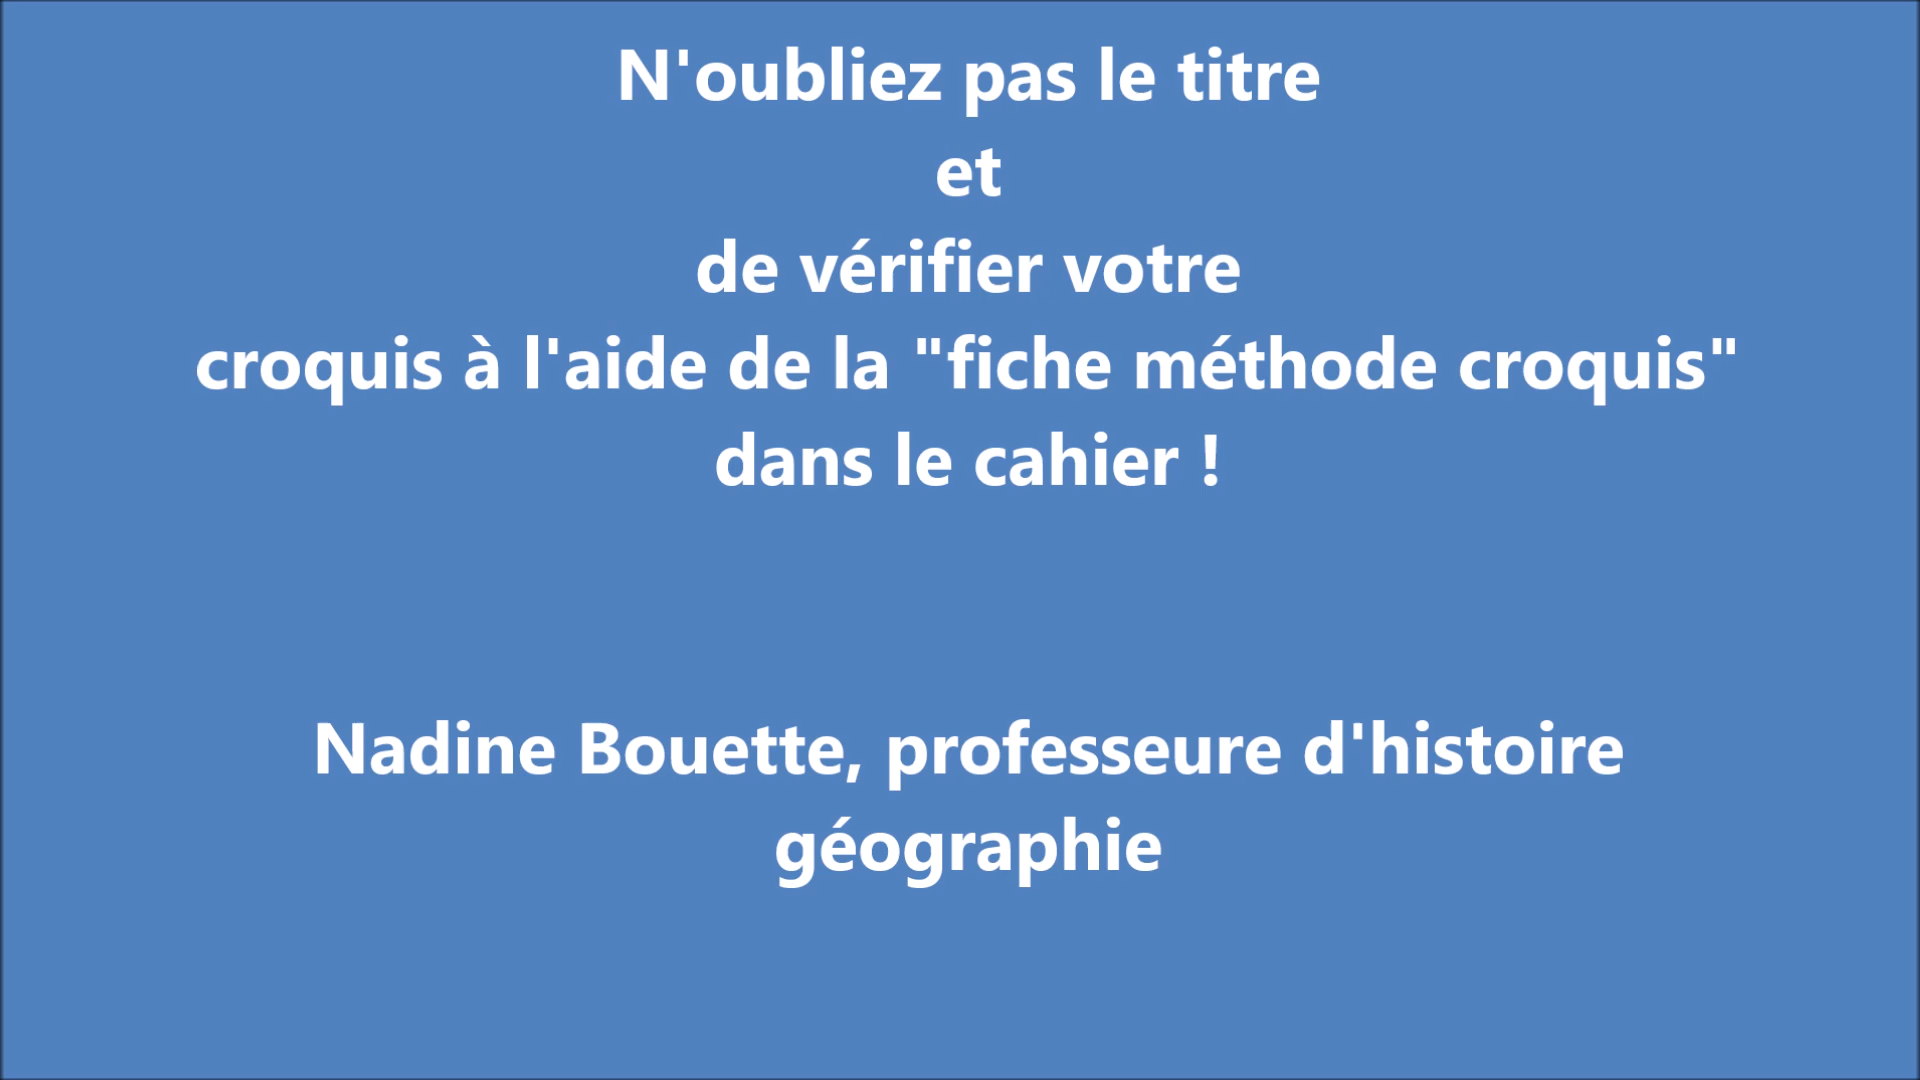 N'oubliez pas le titre
et
de vérifier votre
croquis à l'aide de la "fiche méthode croquis"
dans le cahier !
Nadine Bouette, professeure d'histoire
géographie